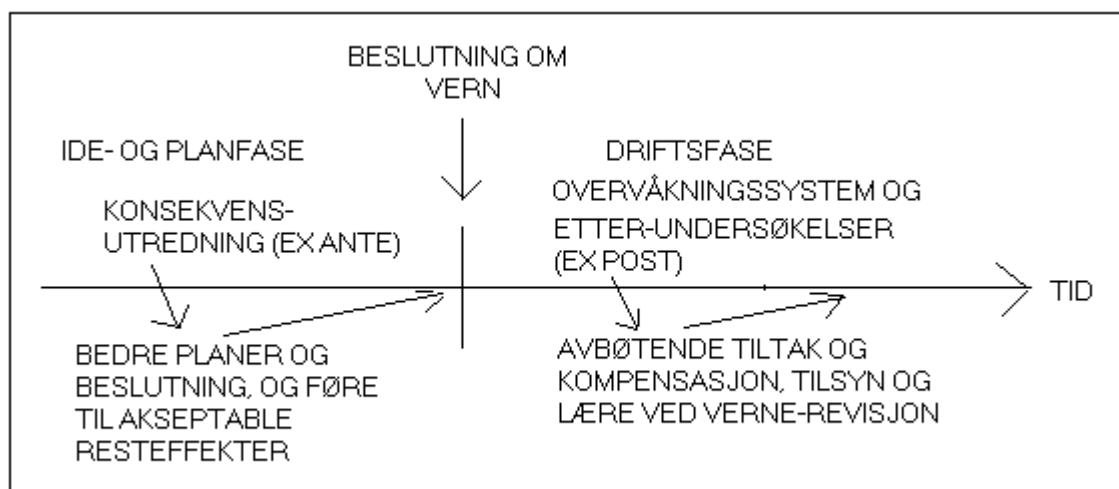 BESLUTNING OM
VERN
IDE- OG PLANFASE
KONSEKVENS-
UTREDNING (EX ANTE)
BEDRE PLANER OG
BESLUTNING, OG FØRE
TIL AKSEPTABLE
RESTEFFEKTER
DRIFTSFASE
OVERVÅKNINGSSYSTEM OG
ETTER-UNDERSØKELSER
(EX POST)
AVBØTENDE TILTAK OG
KOMPENSASJON, TILSYN OG
LÆRE VED VERNE-REVISJON
TID